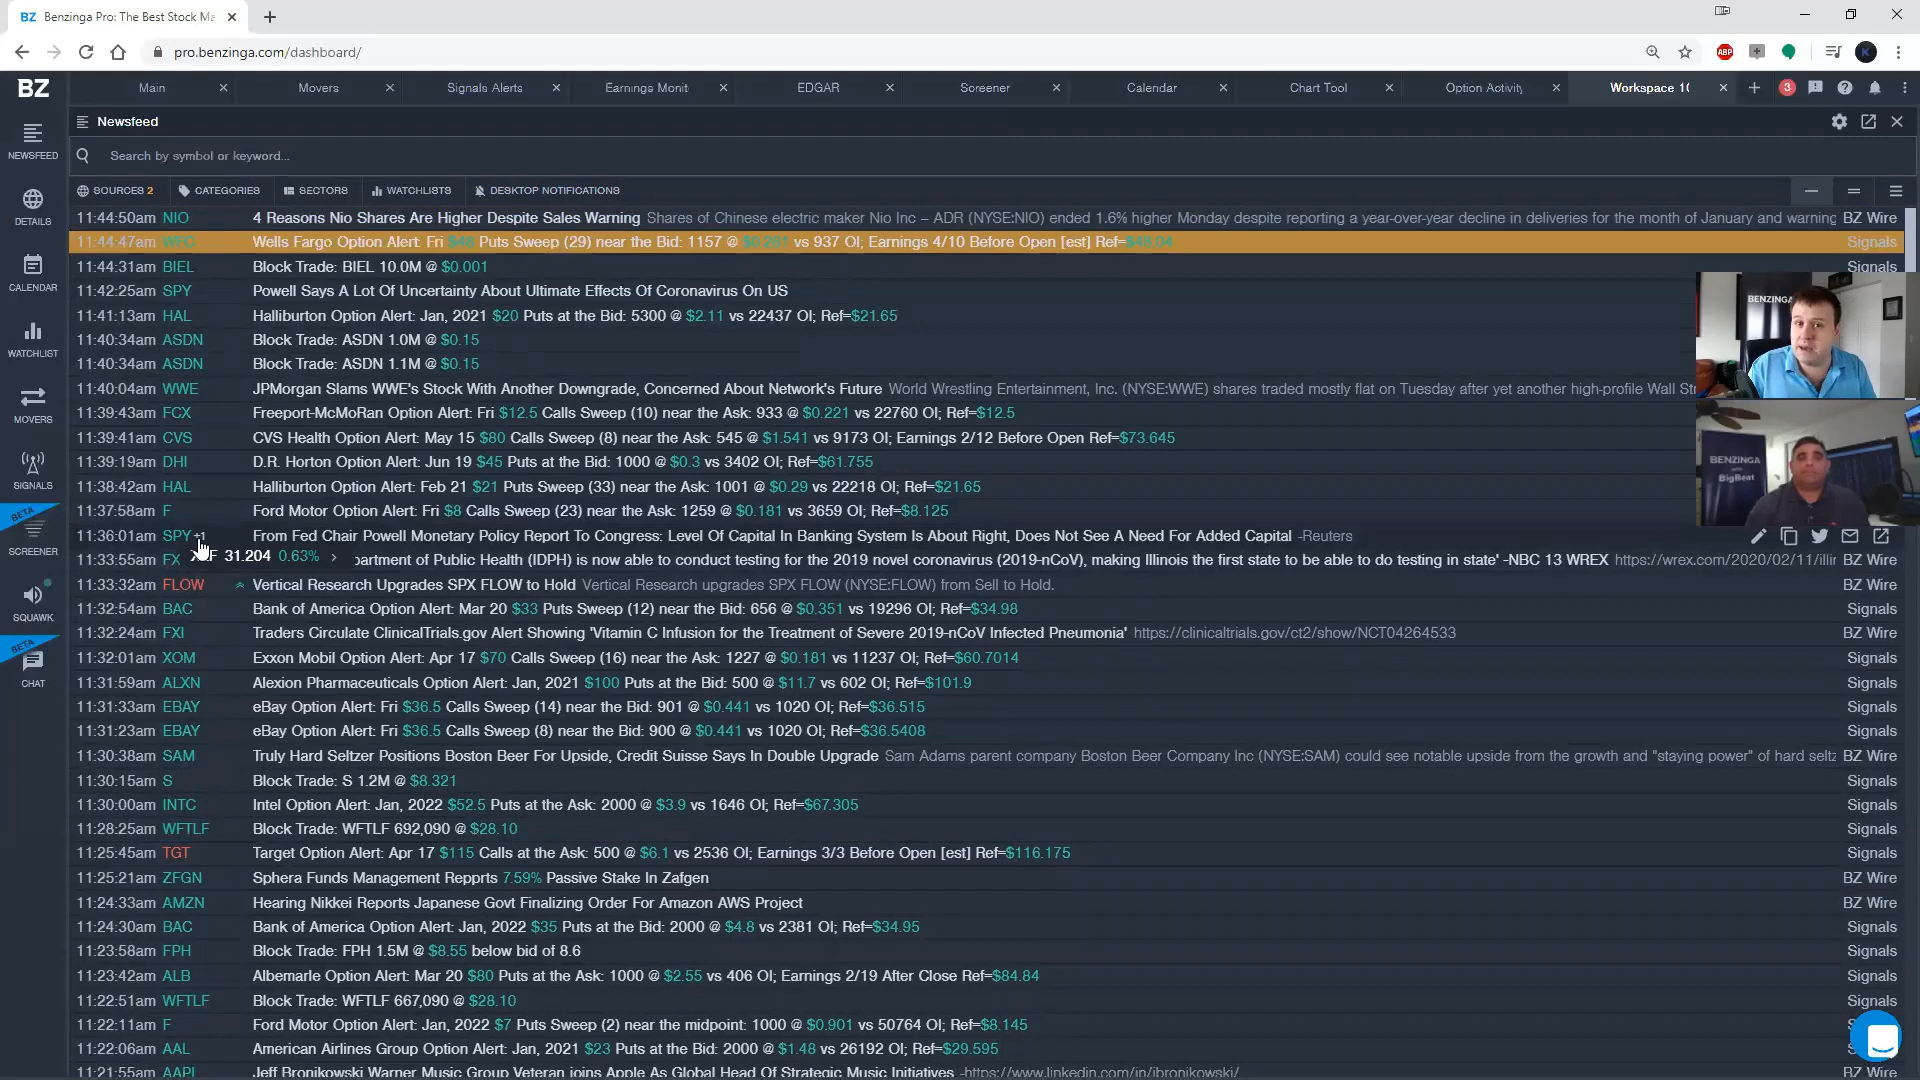 BZ Benzinga Pro: The Best Stock Ma
pro.benzinga.com/dashboard/
ABP
K
BZ Main Movers Signals Alerts Earnings Monit EDGAR Screener Calendar Chart Tool Option Activity Workspace 1 3
Newsfeed
Search by symbol or keyword...
SOURCES 2 CATEGORIES SECTORS WATCHLISTS DESKTOP NOTIFICATIONS
NEWSFEED
DETAILS
CALENDAR
WATCHLIST
MOVERS
SIGNALS
BETA
SCREENER
SQUAWK
BETA
CHAT
11:44:50am NIO 4 Reasons Nio Shares Are Higher Despite Sales Warning Shares of Chinese electric maker Nio Inc – ADR (NYSE:NIO) ended 1.6% higher Monday despite reporting a year-over-year decline in deliveries for the month of January and warning BZ Wire
11:44:47am WFC Wells Fargo Option Alert: Fri $48 Puts Sweep (29) near the Bid: 1157 @ $0.281 vs 937 OI; Earnings 4/10 Before Open [est] Ref=$48.04 Signals
11:44:31am BIEL Block Trade: BIEL 10.0M @ $0.001 Signals
11:42:25am SPY Powell Says A Lot Of Uncertainty About Ultimate Effects Of Coronavirus On US
11:41:13am HAL Halliburton Option Alert: Jan, 2021 $20 Puts at the Bid: 5300 @ $2.11 vs 22437 OI; Ref=$21.65
11:40:34am ASDN Block Trade: ASDN 1.0M @ $0.15
11:40:34am ASDN Block Trade: ASDN 1.1M @ $0.15
11:40:04am WWE JPMorgan Slams WWE's Stock With Another Downgrade, Concerned About Network's Future World Wrestling Entertainment, Inc. (NYSE:WWE) shares traded mostly flat on Tuesday after yet another high-profile Wall Str
11:39:43am FCX Freeport-McMoRan Option Alert: Fri $12.5 Calls Sweep (10) near the Ask: 933 @ $0.221 vs 22760 OI; Ref=$12.5
11:39:41am CVS CVS Health Option Alert: May 15 $80 Calls Sweep (8) near the Ask: 545 @ $1.541 vs 9173 OI; Earnings 2/12 Before Open Ref=$73.645
11:39:19am DHI D.R. Horton Option Alert: Jun 19 $45 Puts at the Bid: 1000 @ $0.3 vs 3402 OI; Ref=$61.755
11:38:42am HAL Halliburton Option Alert: Feb 21 $21 Puts Sweep (33) near the Ask: 1001 @ $0.29 vs 22218 OI; Ref=$21.65
11:37:58am F Ford Motor Option Alert: Fri $8 Calls Sweep (23) near the Ask: 1259 @ $0.181 vs 3659 OI; Ref=$8.125
11:36:01am SPY +1 From Fed Chair Powell Monetary Policy Report To Congress: Level Of Capital In Banking System Is About Right, Does Not See A Need For Added Capital -Reuters
XLF 31.204 0.63%
11:33:55am FX partment of Public Health (IDPH) is now able to conduct testing for the 2019 novel coronavirus (2019-nCoV), making Illinois the first state to be able to do testing in state' -NBC 13 WREX https://wrex.com/2020/02/11/illi BZ Wire
11:33:32am FLOW Vertical Research Upgrades SPX FLOW to Hold Vertical Research upgrades SPX FLOW (NYSE:FLOW) from Sell to Hold. BZ Wire
11:32:54am BAC Bank of America Option Alert: Mar 20 $33 Puts Sweep (12) near the Bid: 656 @ $0.351 vs 19296 OI; Ref=$34.98 Signals
11:32:24am FXI Traders Circulate ClinicalTrials.gov Alert Showing 'Vitamin C Infusion for the Treatment of Severe 2019-nCoV Infected Pneumonia' https://clinicaltrials.gov/ct2/show/NCT04264533 BZ Wire
11:32:01am XOM Exxon Mobil Option Alert: Apr 17 $70 Calls Sweep (16) near the Ask: 1227 @ $0.181 vs 11237 OI; Ref=$60.7014 Signals
11:31:59am ALXN Alexion Pharmaceuticals Option Alert: Jan, 2021 $100 Puts at the Bid: 500 @ $11.7 vs 602 OI; Ref=$101.9 Signals
11:31:33am EBAY eBay Option Alert: Fri $36.5 Calls Sweep (14) near the Bid: 901 @ $0.441 vs 1020 OI; Ref=$36.515 Signals
11:31:23am EBAY eBay Option Alert: Fri $36.5 Calls Sweep (8) near the Bid: 900 @ $0.441 vs 1020 OI; Ref=$36.5408 Signals
11:30:38am SAM Truly Hard Seltzer Positions Boston Beer For Upside, Credit Suisse Says In Double Upgrade Sam Adams parent company Boston Beer Company Inc (NYSE:SAM) could see notable upside from the growth and "staying power" of hard seltz BZ Wire
11:30:15am S Block Trade: S 1.2M @ $8.321 Signals
11:30:00am INTC Intel Option Alert: Jan, 2022 $52.5 Puts at the Ask: 2000 @ $3.9 vs 1646 OI; Ref=$67.305 Signals
11:28:25am WFTLF Block Trade: WFTLF 692,090 @ $28.10 Signals
11:25:45am TGT Target Option Alert: Apr 17 $115 Calls at the Ask: 500 @ $6.1 vs 2536 OI; Earnings 3/3 Before Open [est] Ref=$116.175 Signals
11:25:21am ZFGN Sphera Funds Management Repprts 7.59% Passive Stake In Zafgen BZ Wire
11:24:33am AMZN Hearing Nikkei Reports Japanese Govt Finalizing Order For Amazon AWS Project BZ Wire
11:24:30am BAC Bank of America Option Alert: Jan, 2022 $35 Puts at the Bid: 2000 @ $4.8 vs 2381 OI; Ref=$34.95 Signals
11:23:58am FPH Block Trade: FPH 1.5M @ $8.55 below bid of 8.6 Signals
11:23:42am ALB Albemarle Option Alert: Mar 20 $80 Puts at the Ask: 1000 @ $2.55 vs 406 OI; Earnings 2/19 After Close Ref=$84.84 Signals
11:22:51am WFTLF Block Trade: WFTLF 667,090 @ $28.10 Signals
11:22:11am F Ford Motor Option Alert: Jan, 2022 $7 Puts Sweep (2) near the midpoint: 1000 @ $0.901 vs 50764 OI; Ref=$8.145
11:22:06am AAL American Airlines Group Option Alert: Jan, 2021 $23 Puts at the Bid: 2000 @ $1.48 vs 26192 OI; Ref=$29.595
11:21:55am AAPL Jeff Bronikowski Warner Music Group Veteran joins Apple As Global Head Of Strategic Music Initiatives -https://www.linkedin.com/in/jbronikowski/ BZ Wire
BENZING
BENZINGA
with
BigBeat